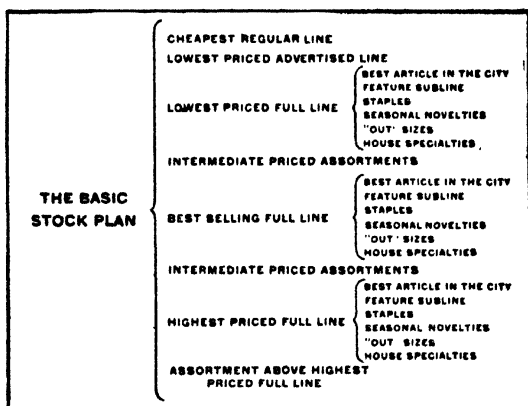 THE BASIC
STOCK PLAN
CHEAPEST REGULAR LINE
LOWEST PRICED ADVERTISED LINE
LOWEST PRICED FULL LINE
BEST ARTICLE IN THE CITY
FEATURE SUBLINE
STAPLES
SEASONAL NOVELTIES
"OUT" SIZES
HOUSE SPECIALTIES
INTERMEDIATE PRICED ASSORTMENTS
BEST SELLING FULL LINE
BEST ARTICLE IN THE CITY
FEATURE SUBLINE
STAPLES
SEASONAL NOVELTIES
"OUT" SIZES
HOUSE SPECIALTIES
INTERMEDIATE PRICED ASSORTMENTS
HIGHEST PRICED FULL LINE
BEST ARTICLE IN THE CITY
FEATURE SUBLINE
STAPLES
SEASONAL NOVELTIES
"OUT" SIZES
HOUSE SPECIALTIES
ASSORTMENT ABOVE HIGHEST
PRICED FULL LINE